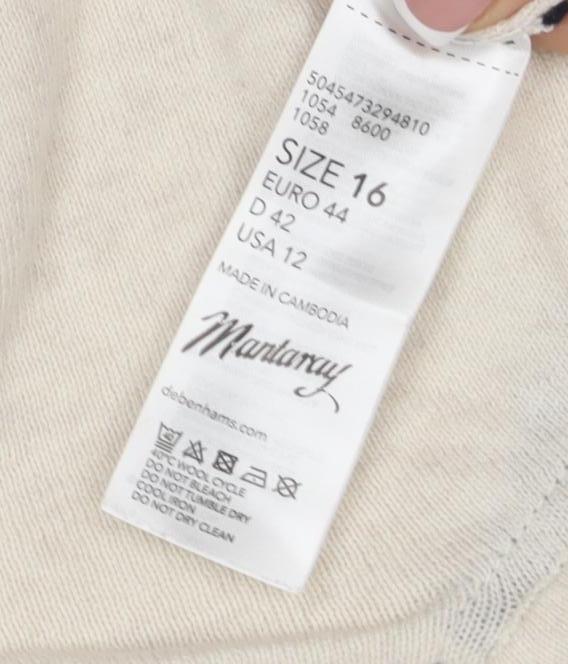 5045473294810
1054 8600
1058
SIZE 16
EURO 44
D 42
USA 12
MADE IN CAMBODIA
Mantaray
debenhams.com
40
40°C WOOL CYCLE
DO NOT BLEACH
DO NOT TUMBLE DRY
COOL IRON
DO NOT DRY CLEAN